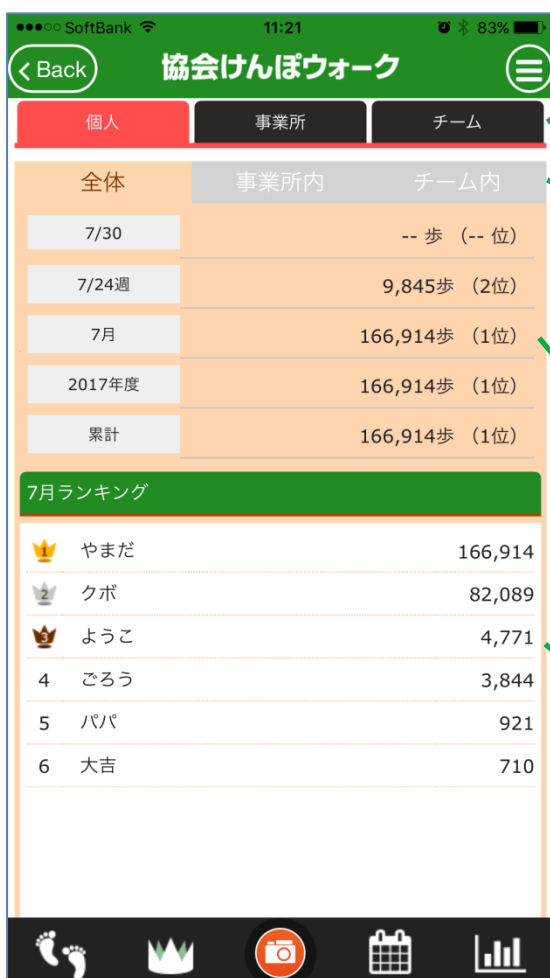 SoftBank 11:21 83%
Back 協会けんぽウォーク
個人 事業所 チーム
全体 事業所内 チーム内
7/30 -- 歩 (-- 位)
7/24週 9,845歩 (2位)
7月 166,914歩 (1位)
2017年度 166,914歩 (1位)
累計 166,914歩 (1位)
7月ランキング
1 やまだ 166,914
2 クボ 82,089
3 ようこ 4,771
4 ごろう 3,844
5 パパ 921
6 大吉 710